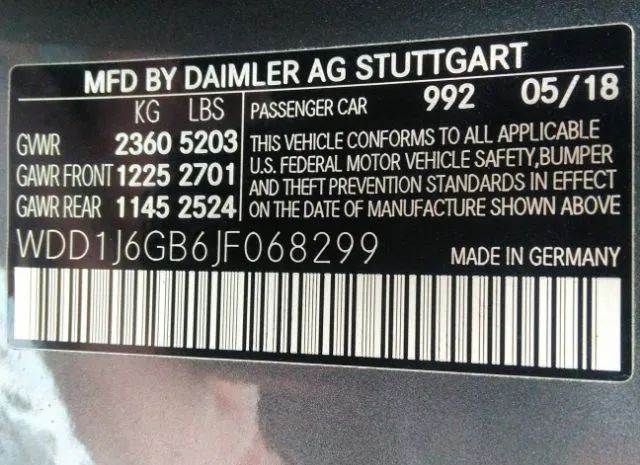 MFD BY DAIMLER AG STUTTGART
KG LBS
GVWR 2360 5203
GAWR FRONT 1225 2701
GAWR REAR 1145 2524
PASSENGER CAR 992 05/18
THIS VEHICLE CONFORMS TO ALL APPLICABLE
U.S. FEDERAL MOTOR VEHICLE SAFETY,BUMPER
AND THEFT PREVENTION STANDARDS IN EFFECT
ON THE DATE OF MANUFACTURE SHOWN ABOVE
WDD1J6GB6JF068299 MADE IN GERMANY